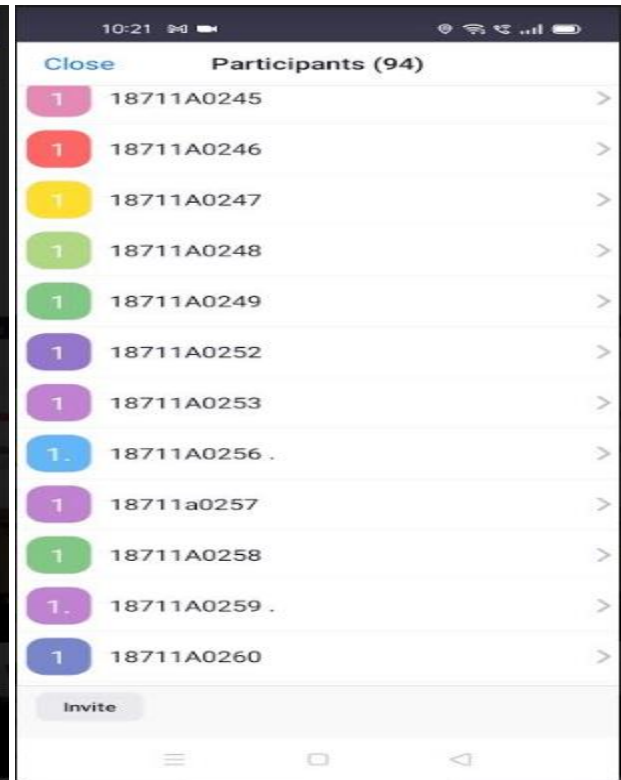 10:21
Close Participants (94)
1 18711A0245
1 18711A0246
1 18711A0247
1 18711A0248
1 18711A0249
1 18711A0252
1 18711A0253
1. 18711A0256 .
1 18711a0257
1 18711A0258
1. 18711A0259 .
1 18711A0260
Invite